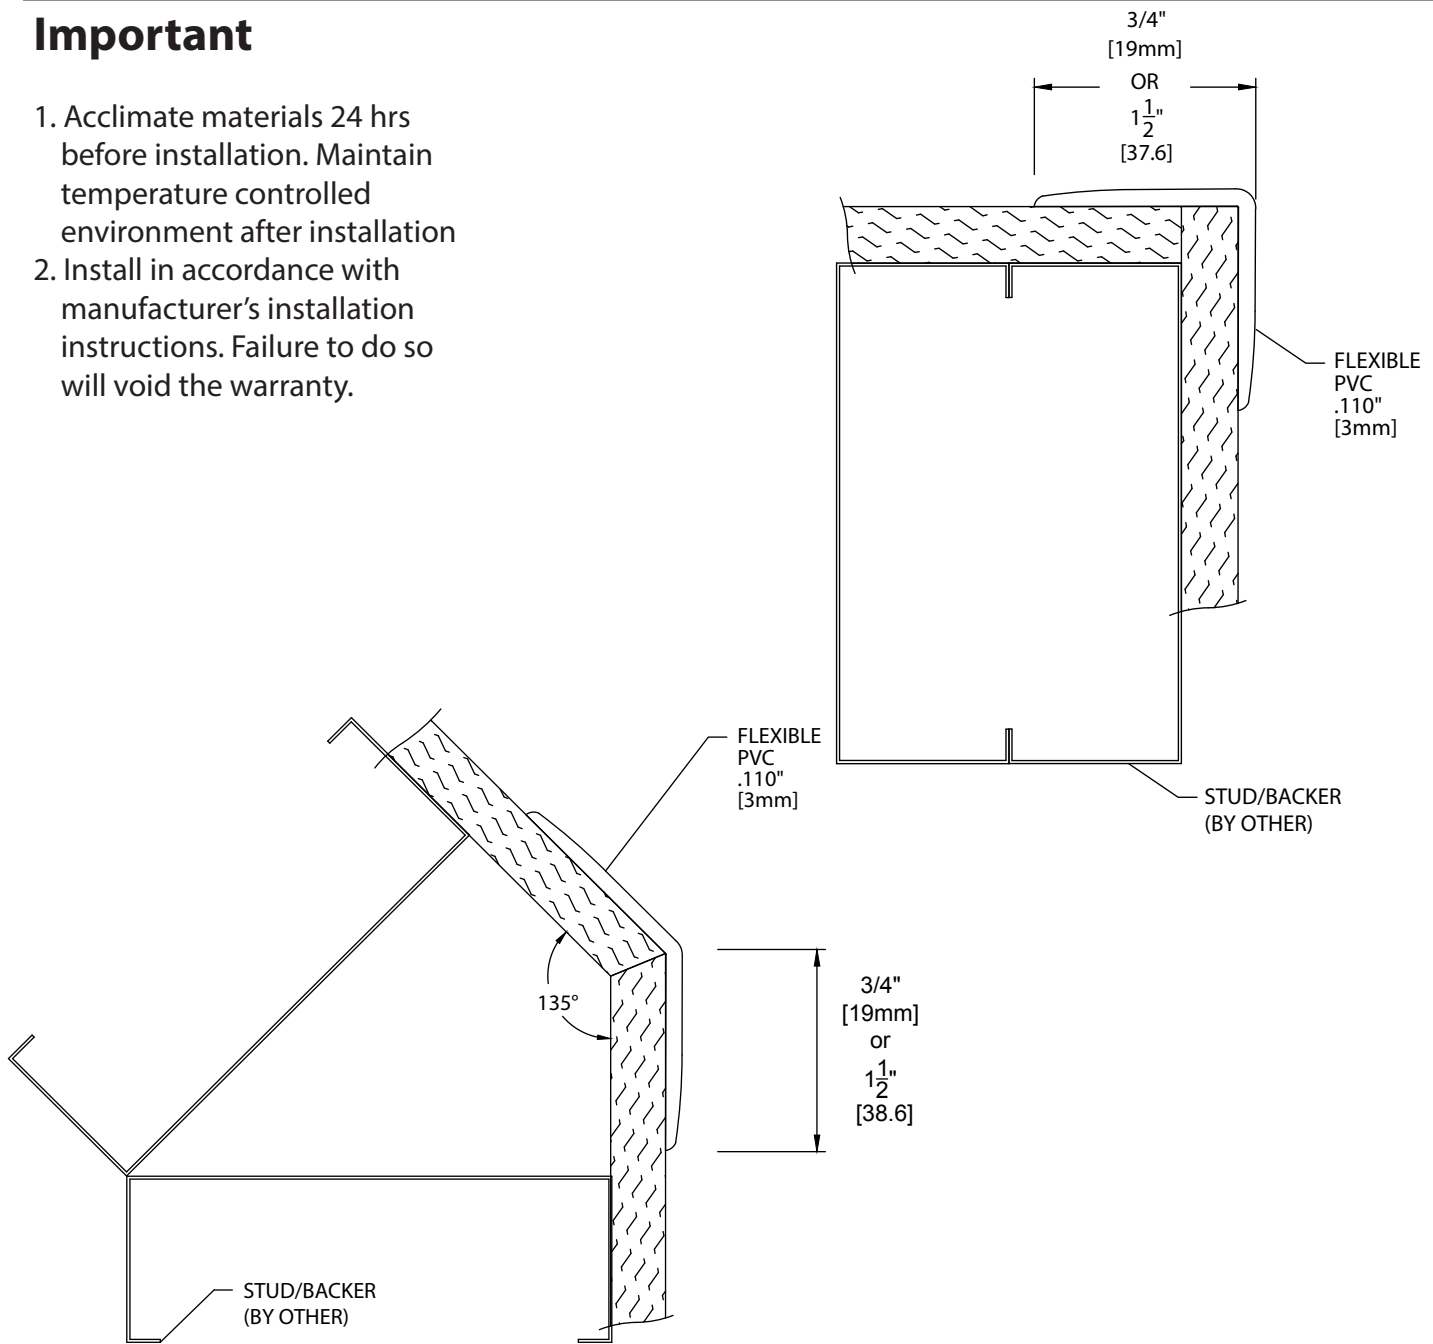 Important
1. Acclimate materials 24 hrs
before installation. Maintain
temperature controlled
environment after installation
2. Install in accordance with
manufacturer’s installation
instructions. Failure to do so
will void the warranty.
3/4"
[19mm]
OR
1 1/2"
[37.6]
FLEXIBLE
PVC
.110"
[3mm]
STUD/BACKER
(BY OTHER)
FLEXIBLE
PVC
.110"
[3mm]
135°
3/4"
[19mm]
or
1 1/2"
[38.6]
STUD/BACKER
(BY OTHER)